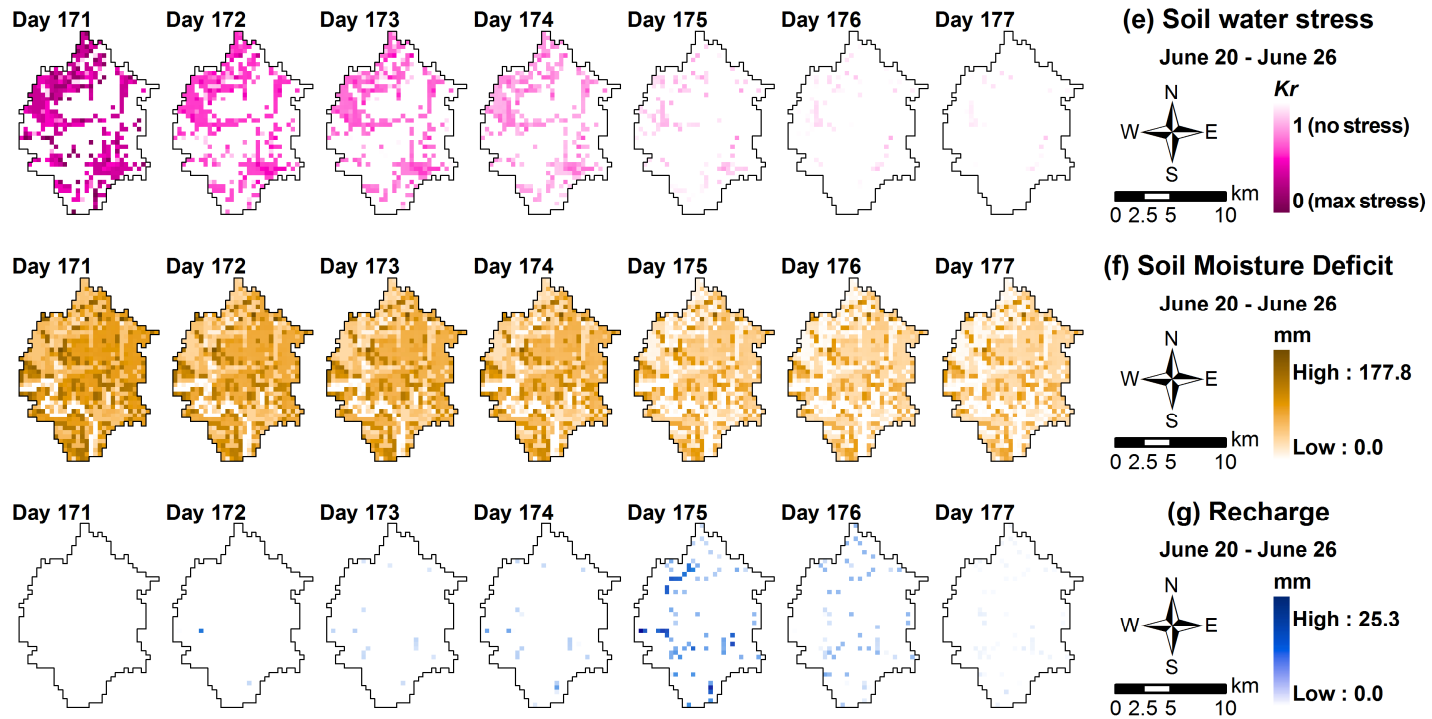 Day 171 Day 172 Day 173 Day 174 Day 175 Day 176 Day 177
(e) Soil water stress
June 20 - June 26
Kr
N
1 (no stress)
W E
S
km
0 (max stress)
0 2.5 5 10
Day 171 Day 172 Day 173 Day 174 Day 175 Day 176 Day 177
(f) Soil Moisture Deficit
June 20 - June 26
mm
N
High : 177.8
W E
S
km
Low : 0.0
0 2.5 5 10
Day 171 Day 172 Day 173 Day 174 Day 175 Day 176 Day 177
(g) Recharge
June 20 - June 26
mm
N
High : 25.3
W E
S
km
Low : 0.0
0 2.5 5 10